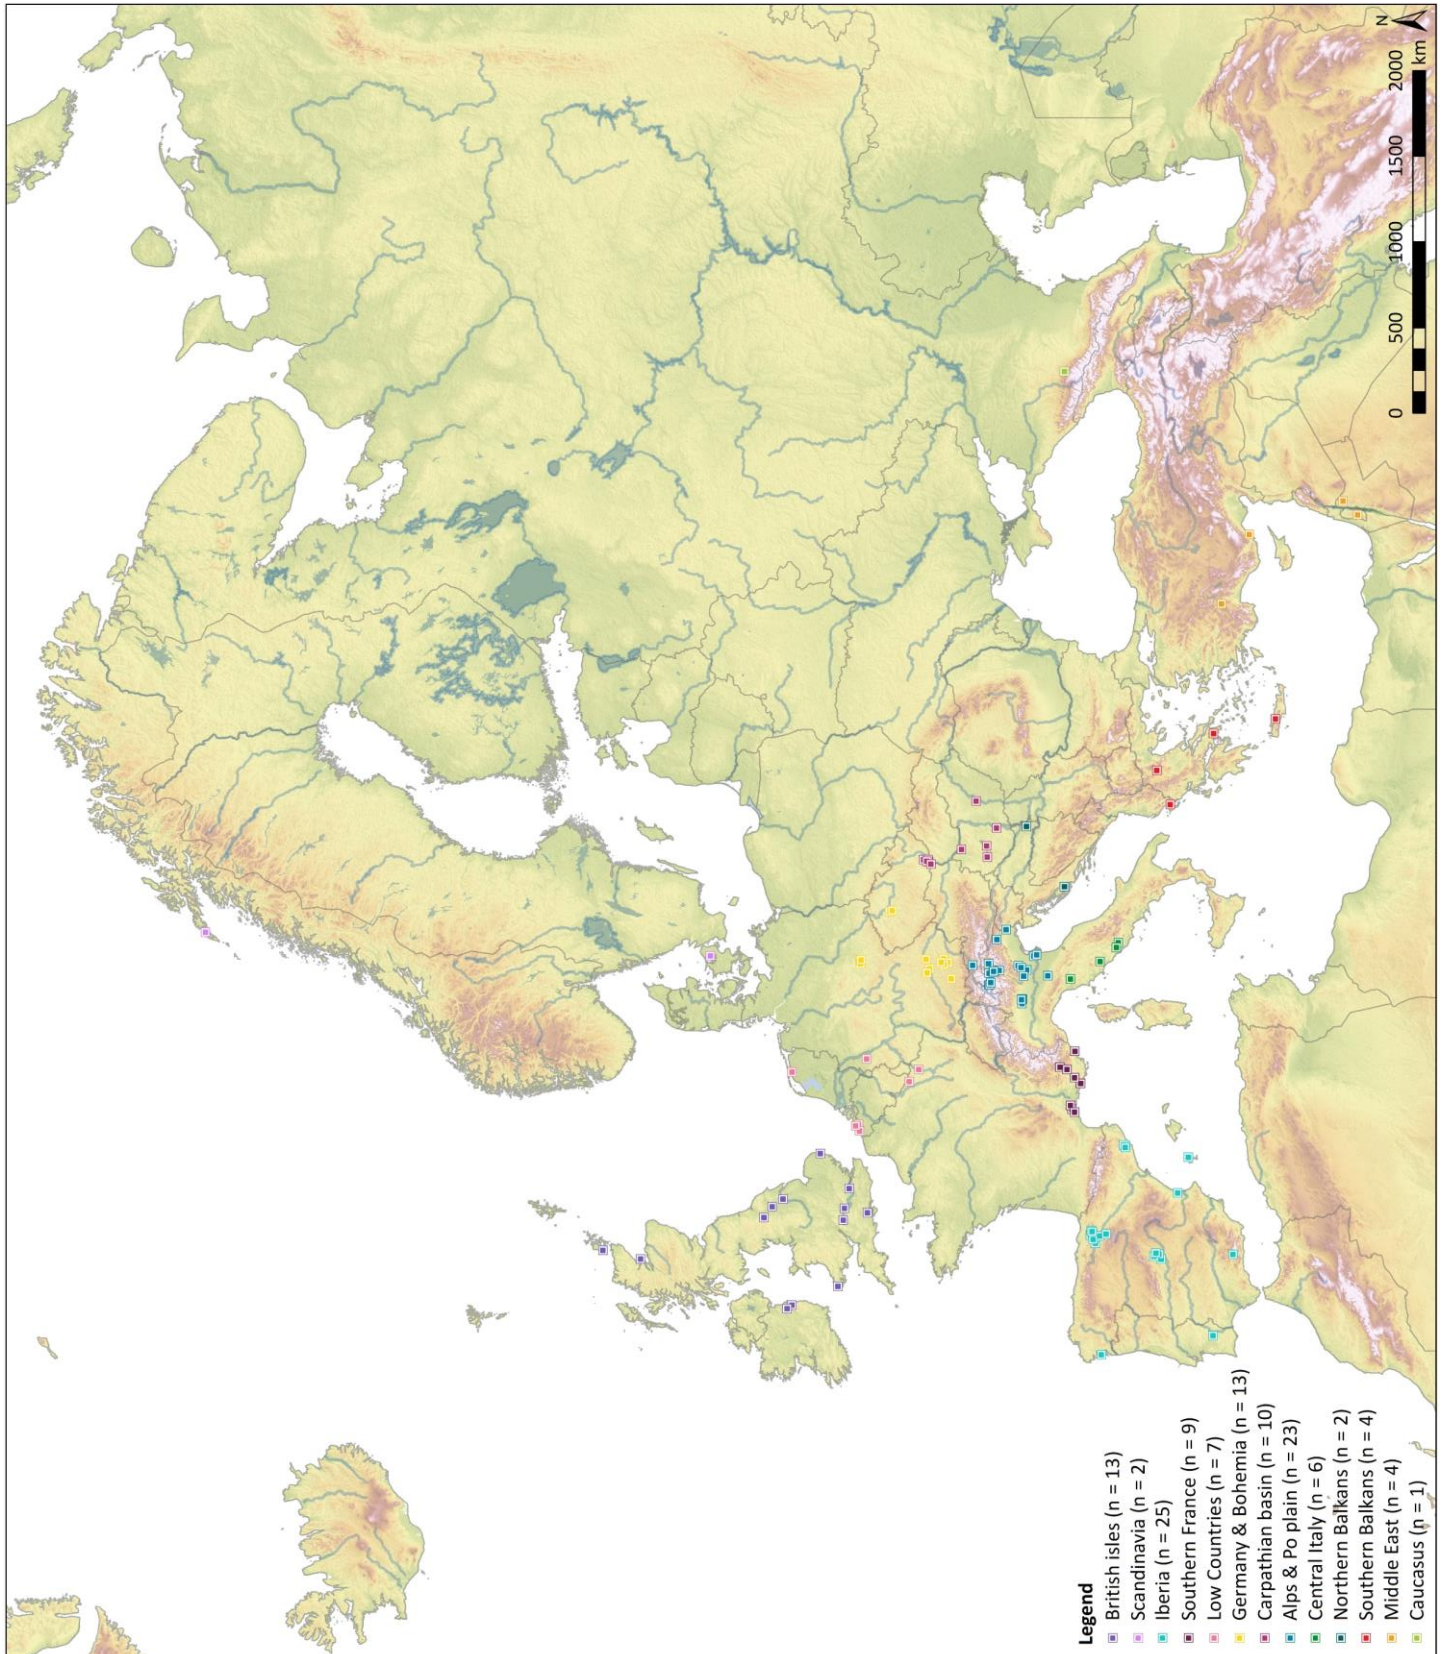 Legend
British isles (n = 13)
Scandinavia (n = 2)
Iberia (n = 25)
Southern France (n = 9)
Low Countries (n = 7)
Germany & Bohemia (n = 13)
Carpathian basin (n = 10)
Alps & Po plain (n = 23)
Central Italy (n = 6)
Northern Balkans (n = 2)
Southern Balkans (n = 4)
Middle East (n = 4)
Caucasus (n = 1)
0 500 1000 1500 2000
km
N